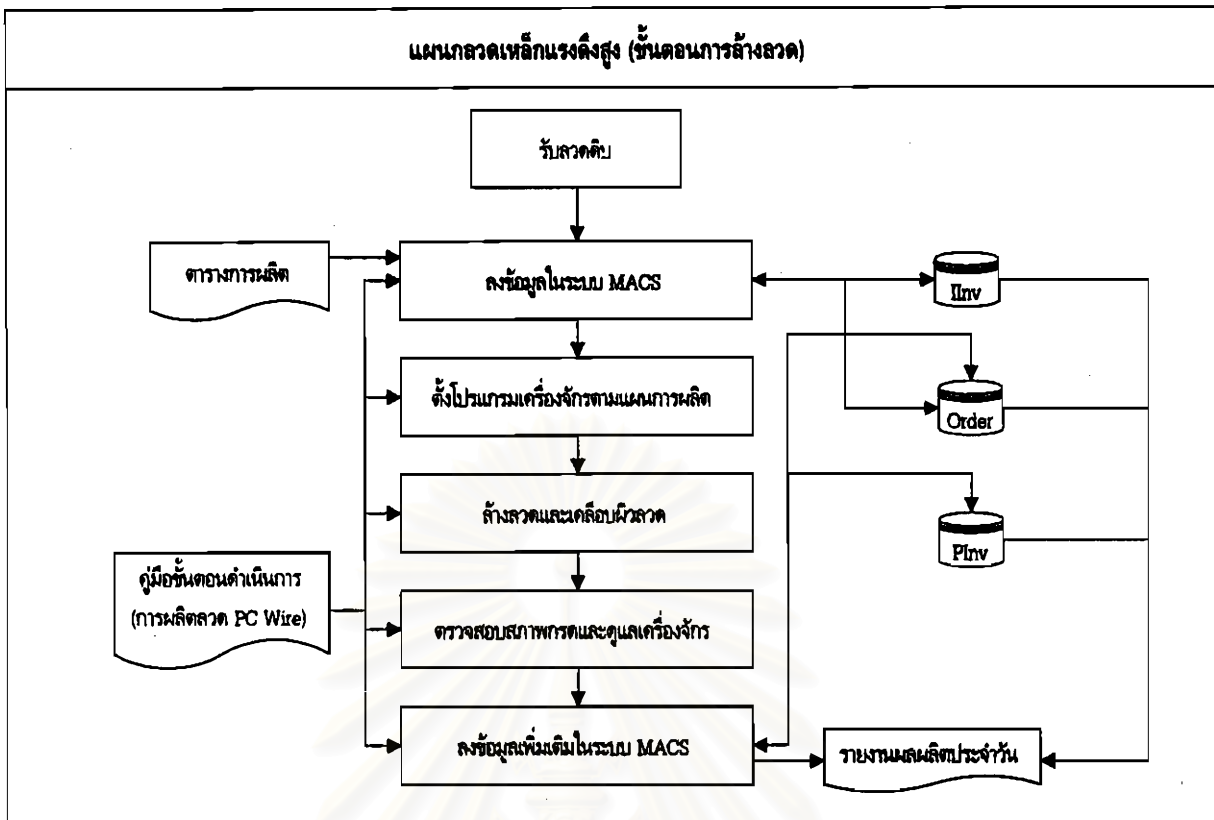 แผนกลวดเหล็กแรงดึงสูง (ขั้นตอนการล้างลวด)
รับลวดดิบ
ตารางการผลิต
ลงข้อมูลในระบบ MACS
IInv
ตั้งโปรแกรมเครื่องจักรตามแผนการผลิต
Order
ล้างลวดและเคลือบผิวลวด
PInv
คู่มือขั้นตอนดำเนินการ
(การผลิตลวด PC Wire)
ตรวจสอบสภาพกรดและดูแลเครื่องจักร
ลงข้อมูลเพิ่มเติมในระบบ MACS
รายงานผลผลิตประจำวัน